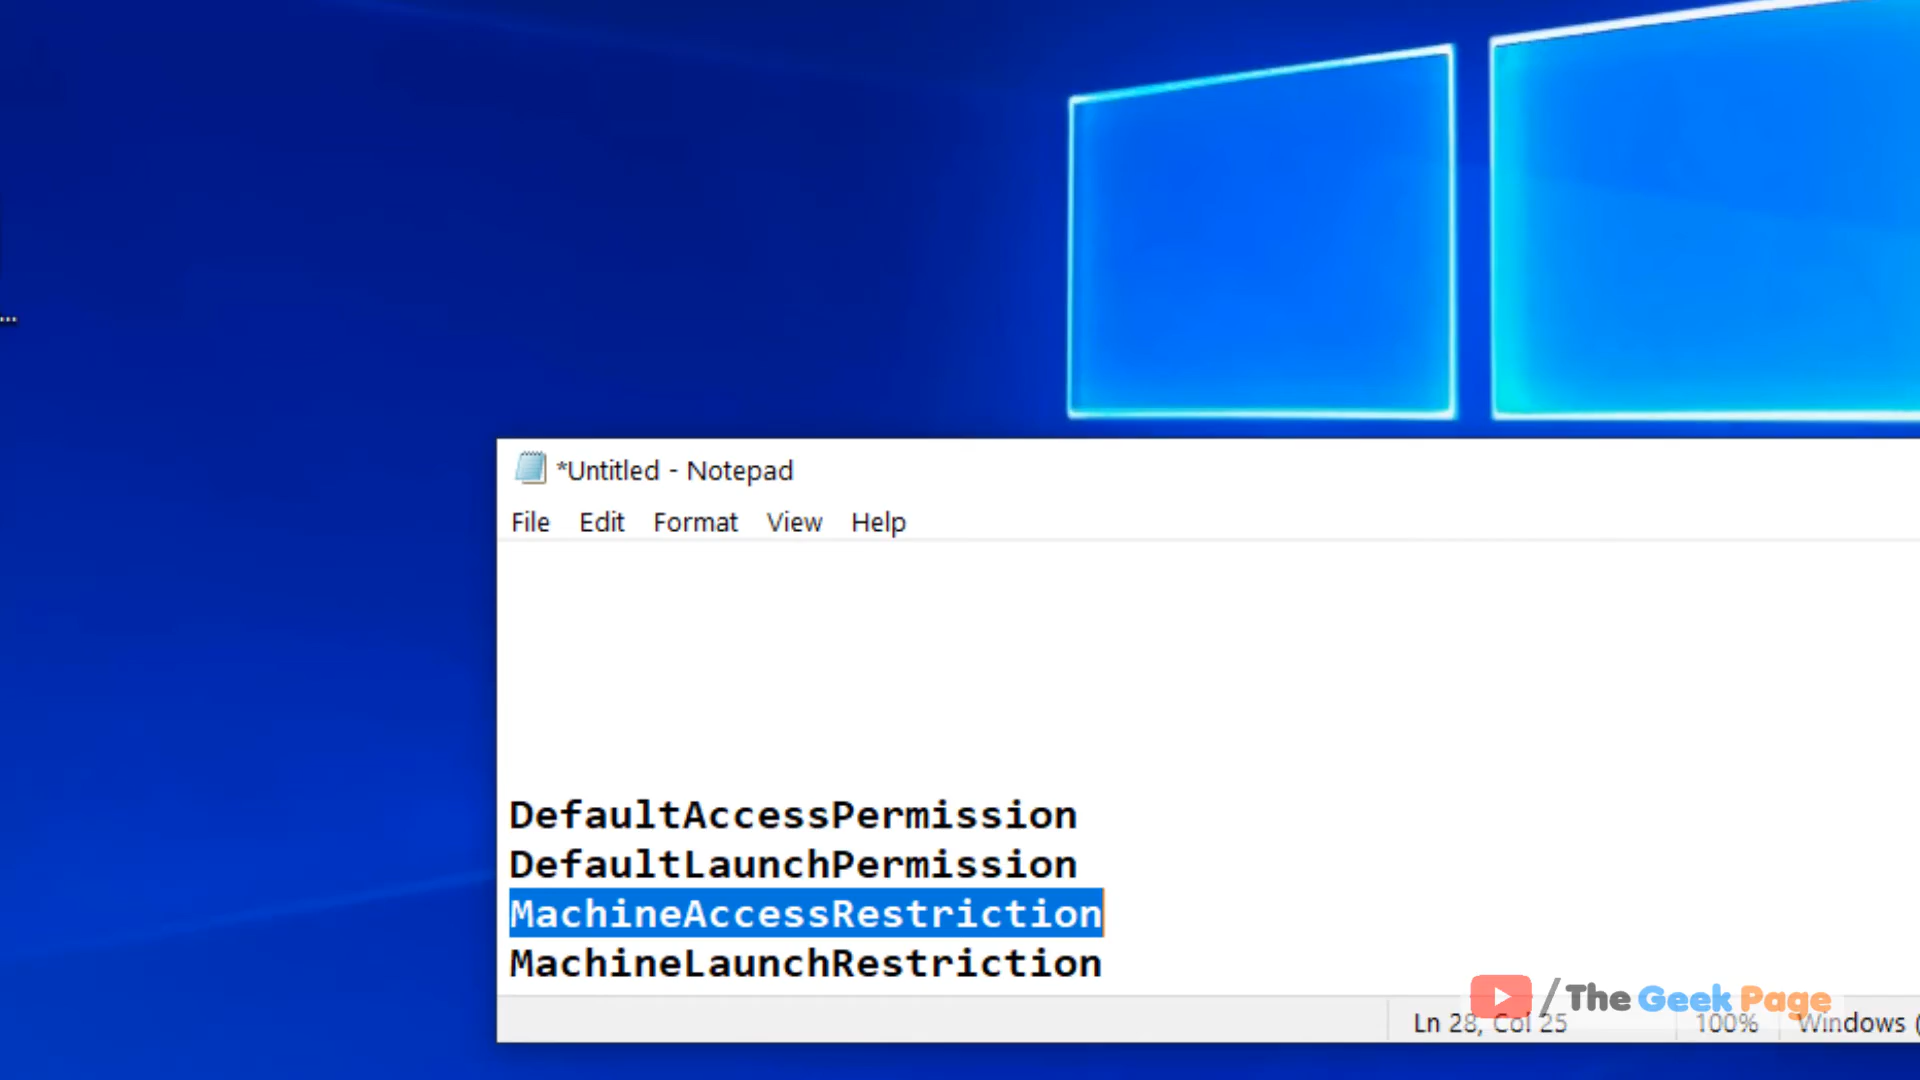 ...
*Untitled - Notepad
File Edit Format View Help
DefaultAccessPermission
DefaultLaunchPermission
MachineAccessRestriction
MachineLaunchRestriction
/The Geek Page
Ln 28, Col 25 100% Windows (